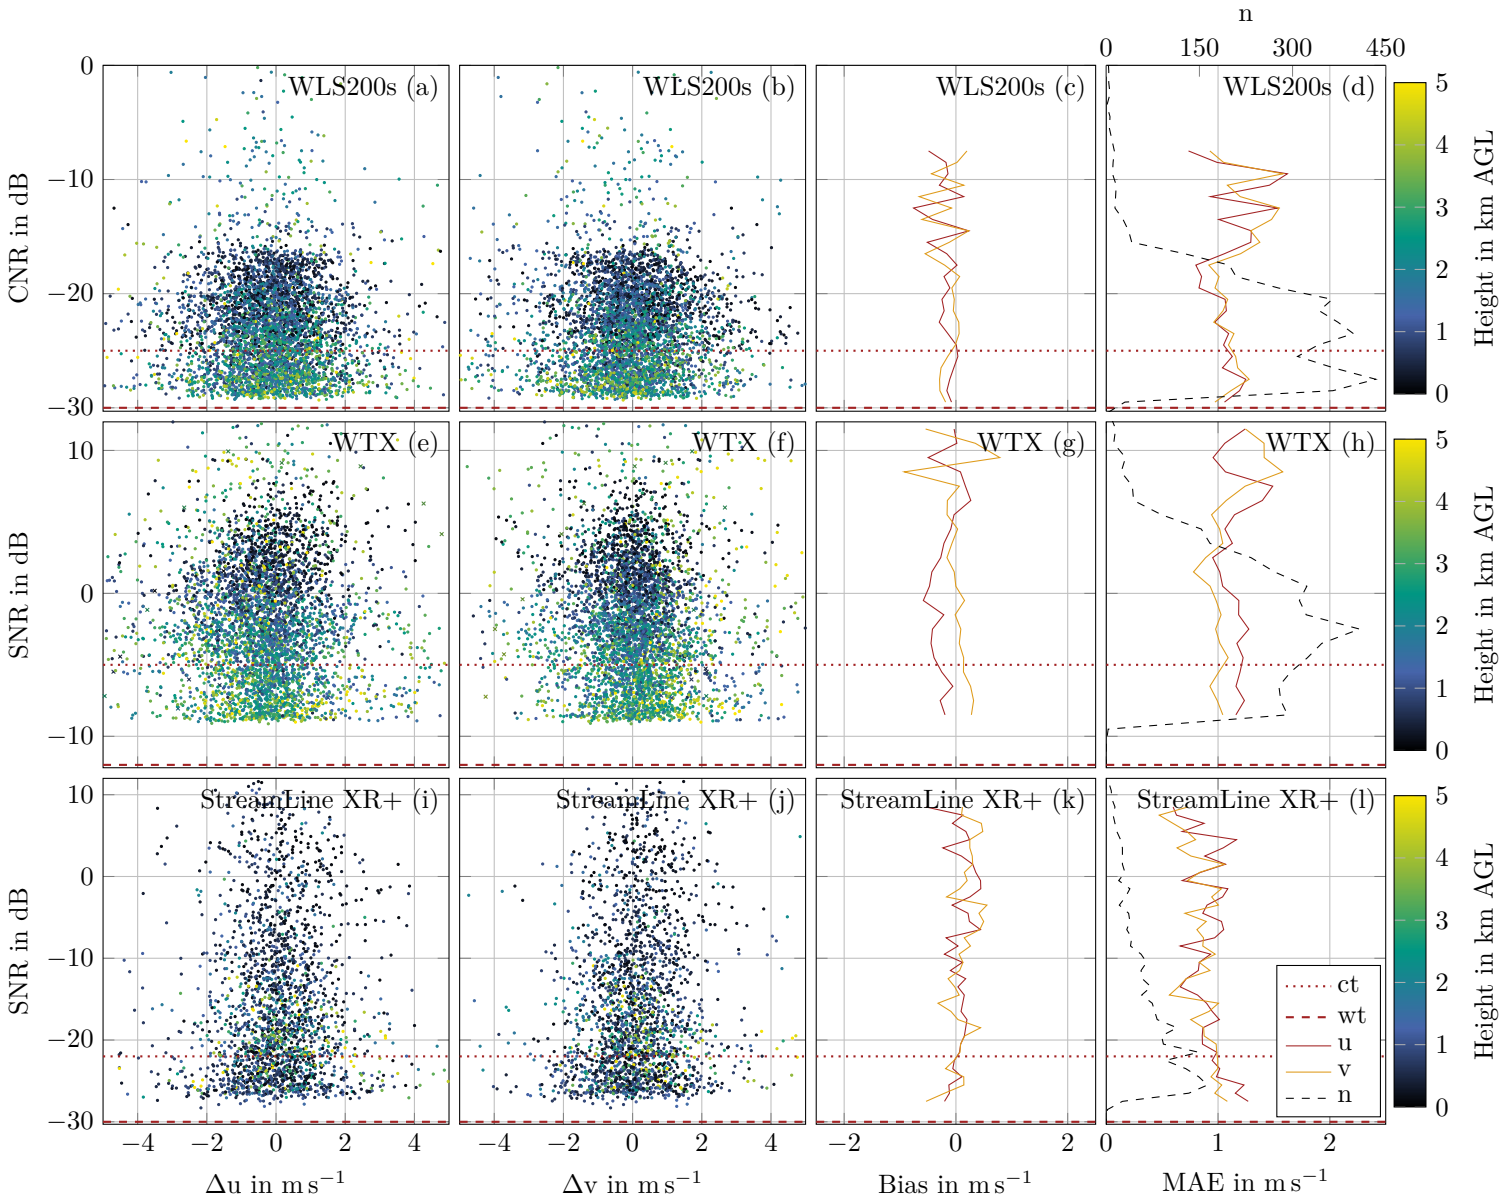 n
0 150 300 450
WLS200s (a) WLS200s (b) WLS200s (c) WLS200s (d)
0
−10
−20
−30
CNR in dB
5
4
3
2
1
0
Height in km AGL
WTX (e) WTX (f) WTX (g) WTX (h)
10
0
−10
SNR in dB
5
4
3
2
1
0
Height in km AGL
StreamLine XR+ (i) StreamLine XR+ (j) StreamLine XR+ (k) StreamLine XR+ (l)
10
0
−10
−20
−30
SNR in dB
ct
wt
u
v
n
5
4
3
2
1
0
Height in km AGL
−4 −2 0 2 4 −4 −2 0 2 4 −2 0 2 0 1 2
Δu in m s⁻¹ Δv in m s⁻¹ Bias in m s⁻¹ MAE in m s⁻¹